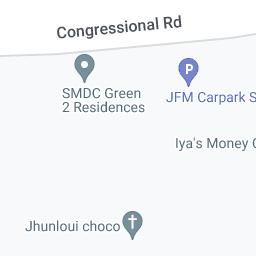 Congressional Rd
SMDC Green
2 Residences
P
JFM Carpark S
Iya's Money
Jhunloui choco